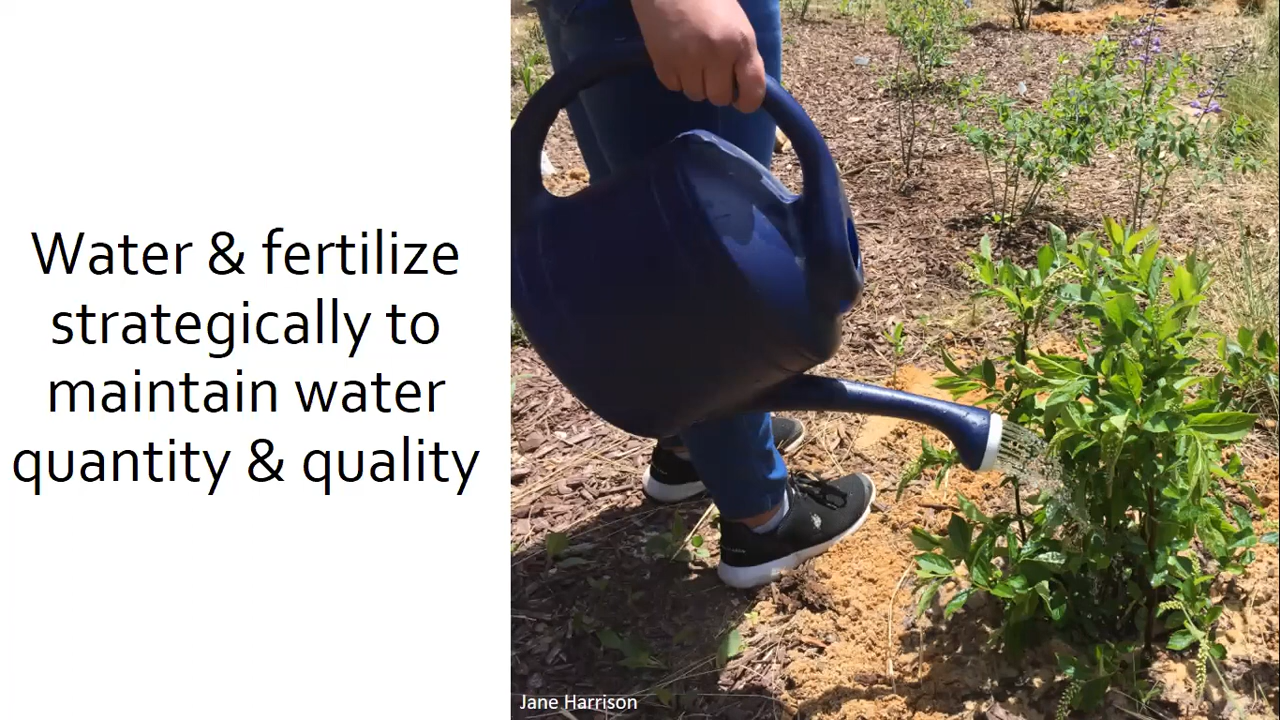 Water & fertilize
strategically to
maintain water
quantity & quality
Jane Harrison